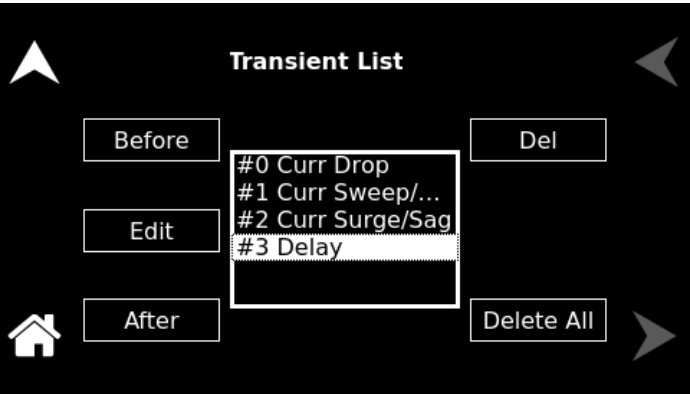 Transient List
Before
Del
#0 Curr Drop
#1 Curr Sweep/...
#2 Curr Surge/Sag
Edit
#3 Delay
After
Delete All